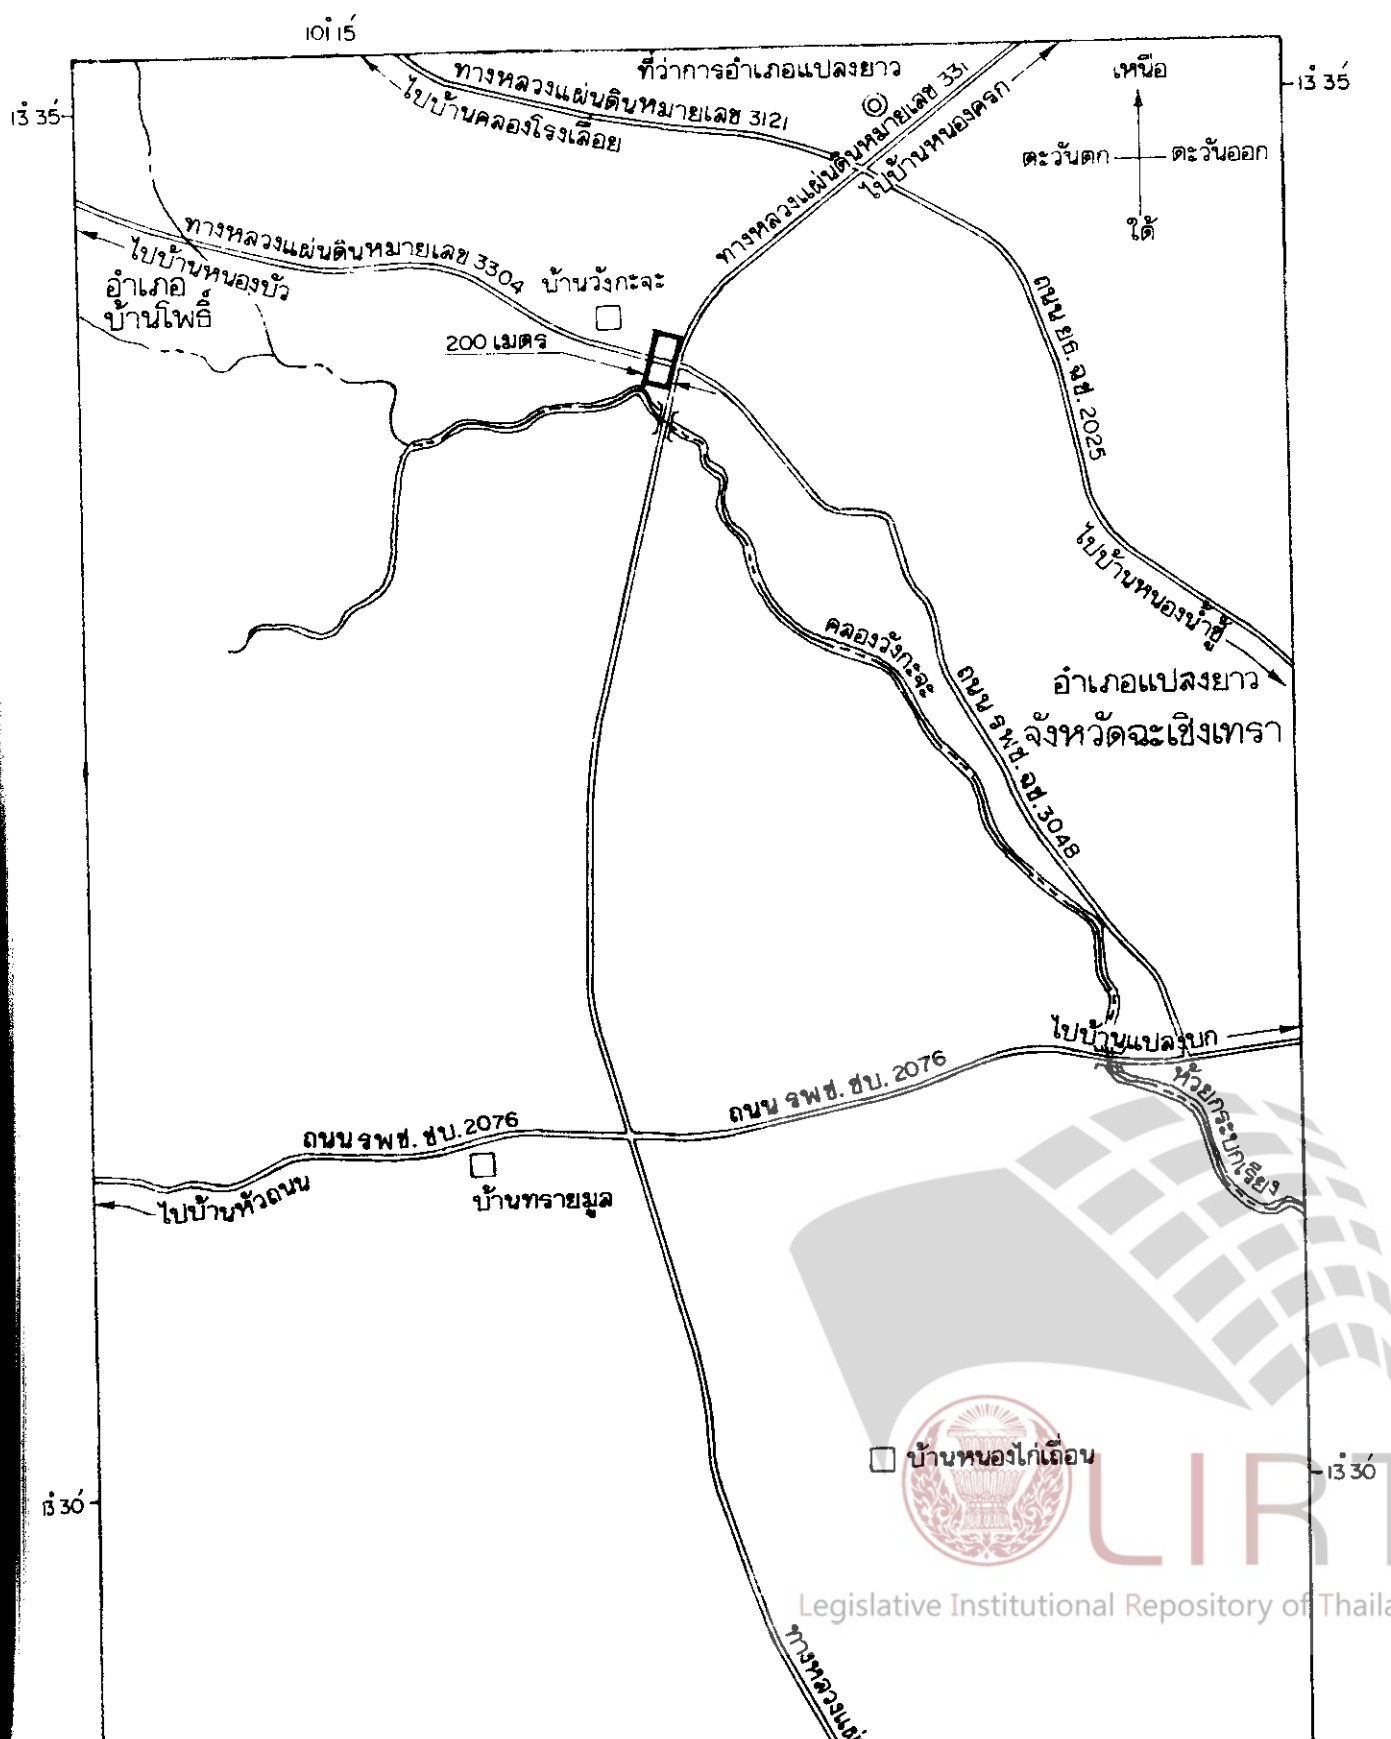 101° 15′
ที่ว่าการอำเภอแปลงยาว
เหนือ
13° 35′
13° 35′
ทางหลวงแผ่นดินหมายเลข 3121
ไปบ้านคลองโรงเลื่อย
ทางหลวงแผ่นดินหมายเลข 331
ไปบ้านหนองครก
ตะวันตก
ตะวันออก
ใต้
ทางหลวงแผ่นดินหมายเลข 3304
ไปบ้านหนองบัว
อำเภอ
บ้านโพธิ์
บ้านวังกะจะ
200 เมตร
ถนน ยธ. ฉช. 2025
ไปบ้านหนองน้ำขู้
คลองวังกะจะ
อำเภอแปลงยาว
จังหวัดฉะเชิงเทรา
ถนน รพช. ฉช. 3048
ไปบ้านแปลงบก
ห้วยกระบกเรียง
ถนน รพช. ชบ. 2076
ถนน รพช. ชบ. 2076
บ้านทรายมูล
ไปบ้านหัวถนน
บ้านหนองไก่เถื่อน
13° 30′
13° 30′
LIRT
Legislative Institutional Repository of Thaila
ทางหลวงแผ่